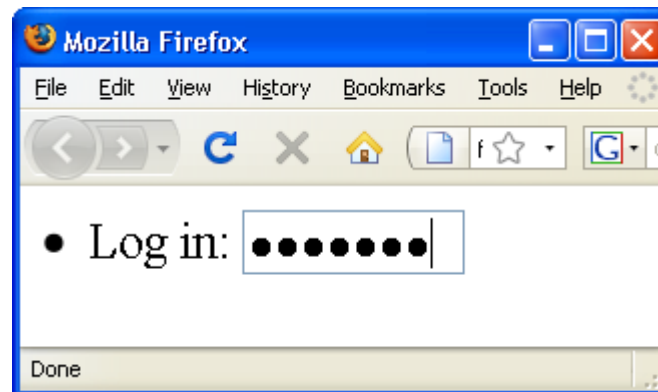 Mozilla Firefox
File Edit View History Bookmarks Tools Help
f G
• Log in: •••••••
Done